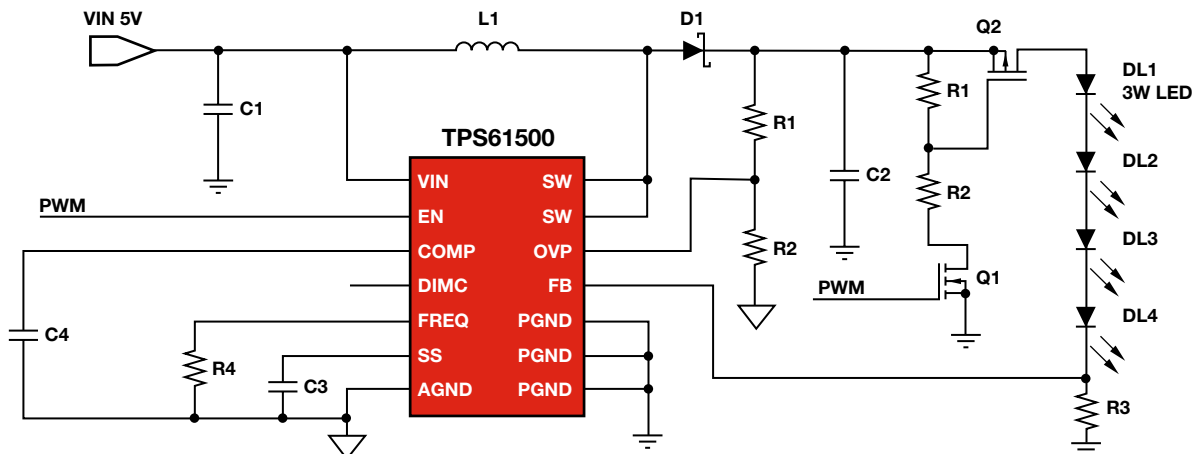 VIN 5V
L1
D1
Q2
C1
R1
C2
R1
DL1
3W LED
TPS61500
VIN
SW
PWM
EN
SW
R2
DL2
COMP
OVP
R2
DL3
DIMC
FB
PWM
Q1
C4
FREQ
PGND
DL4
R4
SS
PGND
C3
AGND
PGND
R3